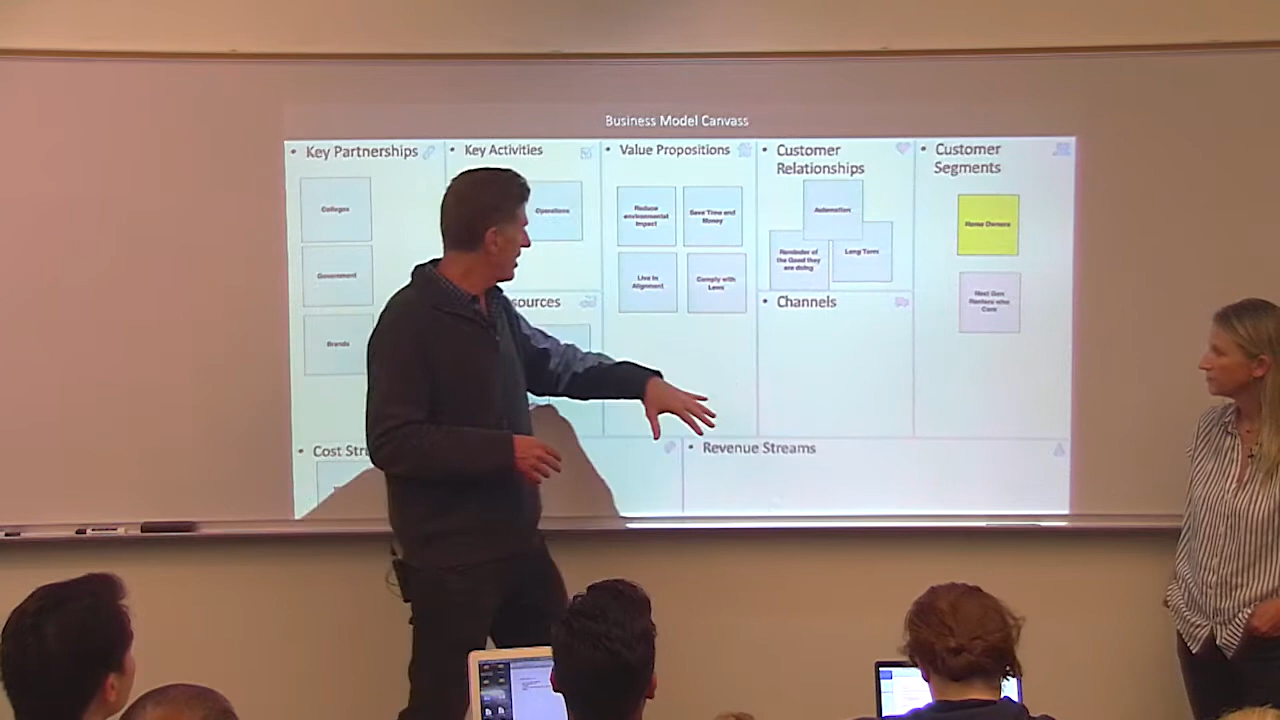 Business Model Canvass
• Key Partnerships
Colleges
Government
Brands
• Key Activities
Operations
sources
• Value Propositions
Reduce
environmental
Impact
Save Time and
Money
Live In
Alignment
Comply with
Laws
• Customer
Relationships
Automation
Reminder of
the Good they
are doing
Long Term
• Channels
• Customer
Segments
Home Owners
Next Gen
Renters who
Care
• Cost Str
• Revenue Streams